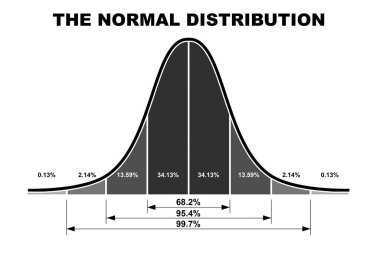 THE NORMAL DISTRIBUTION
0.13% 2.14% 13.59% 34.13% 34.13% 13.59% 2.14% 0.13%
68.2%
95.4%
99.7%